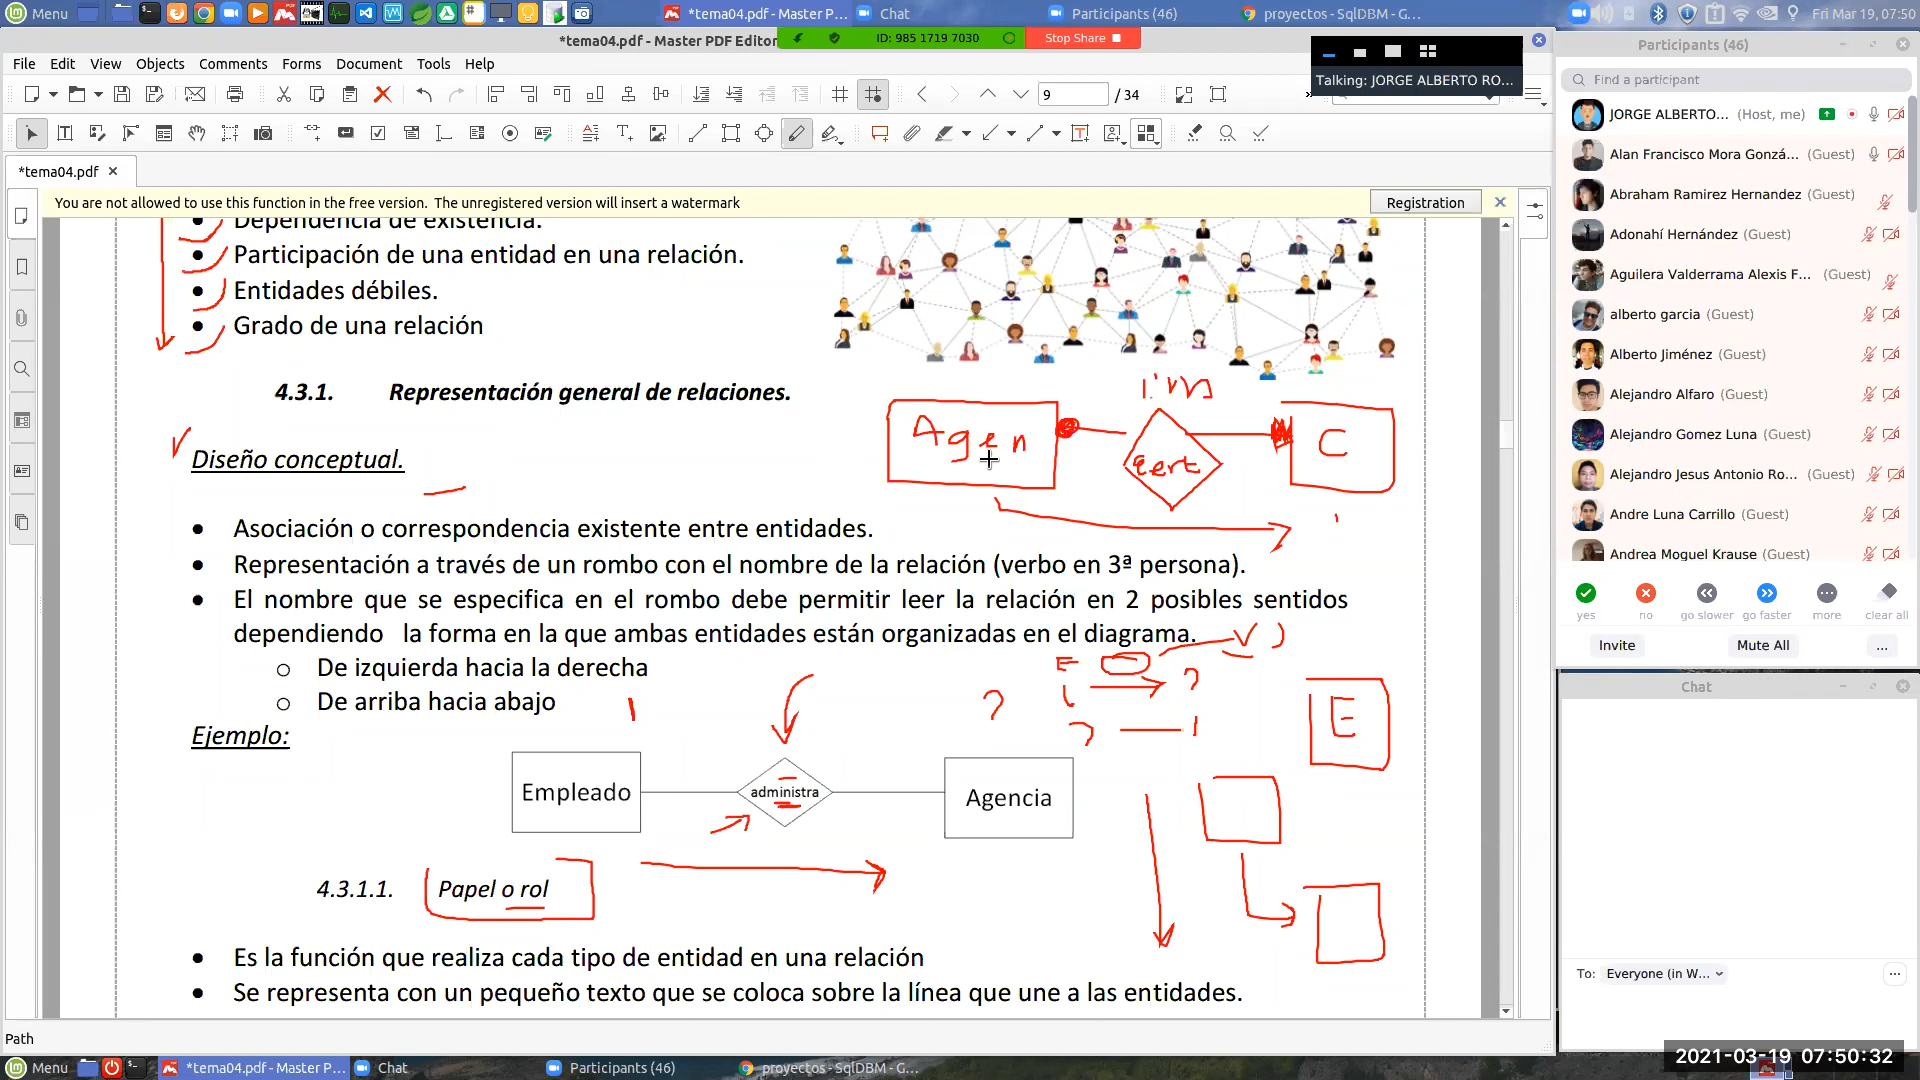 Menu
*tema04.pdf - Master P...
Chat
Participants (46)
proyectos - SqlDBM - G...
Fri Mar 19, 07:50
*tema04.pdf - Master PDF Editor
ID: 985 1719 7030
Stop Share
Talking: JORGE ALBERTO RO...
File Edit View Objects Comments Forms Document Tools Help
9 / 34
*tema04.pdf
You are not allowed to use this function in the free version. The unregistered version will insert a watermark
Registration
Dependencia de existencia.
• Participación de una entidad en una relación.
• Entidades débiles.
• Grado de una relación
4.3.1. Representación general de relaciones.
Agen
C
Diseño conceptual.
• Asociación o correspondencia existente entre entidades.
• Representación a través de un rombo con el nombre de la relación (verbo en 3ª persona).
• El nombre que se especifica en el rombo debe permitir leer la relación en 2 posibles sentidos
dependiendo la forma en la que ambas entidades están organizadas en el diagrama.
o De izquierda hacia la derecha
o De arriba hacia abajo
E
?
E
Ejemplo:
Empleado
administra
Agencia
4.3.1.1. Papel o rol
• Es la función que realiza cada tipo de entidad en una relación
• Se representa con un pequeño texto que se coloca sobre la línea que une a las entidades.
Path
Participants (46)
Find a participant
JORGE ALBERTO... (Host, me)
Alan Francisco Mora Gonzá... (Guest)
Abraham Ramirez Hernandez (Guest)
Adonahí Hernández (Guest)
Aguilera Valderrama Alexis F... (Guest)
alberto garcia (Guest)
Alberto Jiménez (Guest)
Alejandro Alfaro (Guest)
Alejandro Gomez Luna (Guest)
Alejandro Jesus Antonio Ro... (Guest)
Andre Luna Carrillo (Guest)
Andrea Moguel Krause (Guest)
yes no go slower go faster more clear all
Invite Mute All ...
Chat
To: Everyone (in W...
Menu
*tema04.pdf - Master P...
Chat
Participants (46)
proyectos - SqlDBM - G...
2021-03-19 07:50:32